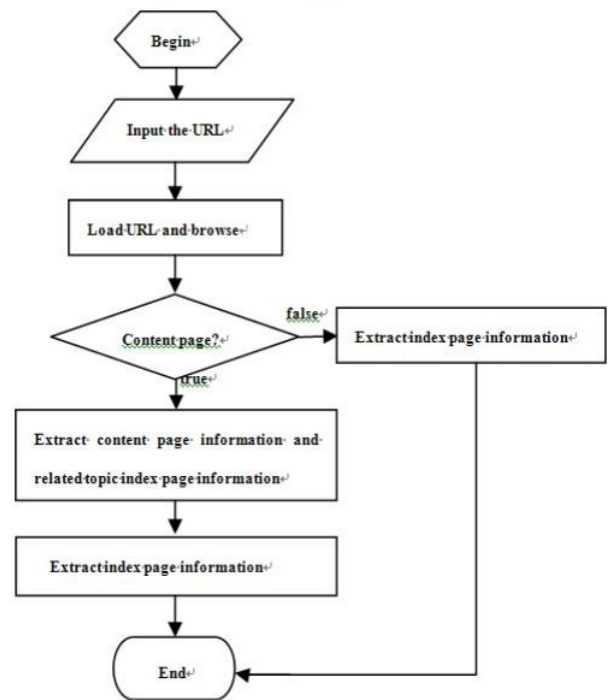 Begin
Input the URL
Load URL and browse
false
Content page?
Extract index page information
true
Extract content page information and
related topic index page information
Extract index page information
End